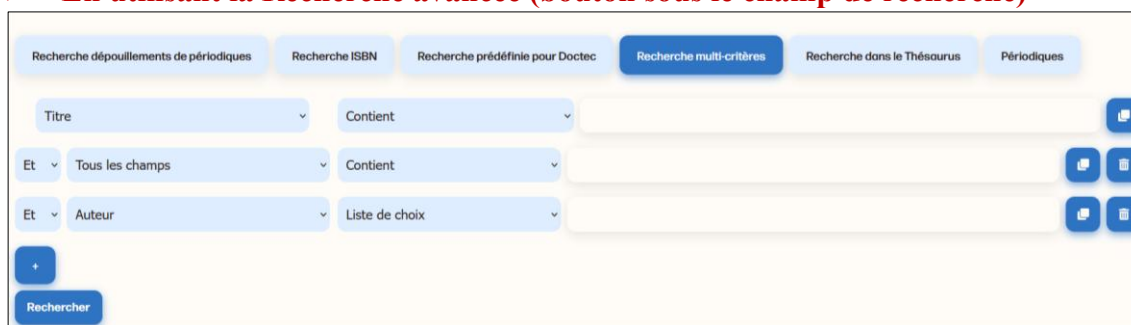 En utilisant la Recherche avancée (bouton sous le champ de recherche)
Recherche dépouillements de périodiques Recherche ISBN Recherche prédéfinie pour Doctec Recherche multi-critères Recherche dans le Thésaurus Périodiques
Titre Contient
Et Tous les champs Contient
Et Auteur Liste de choix
+
Rechercher